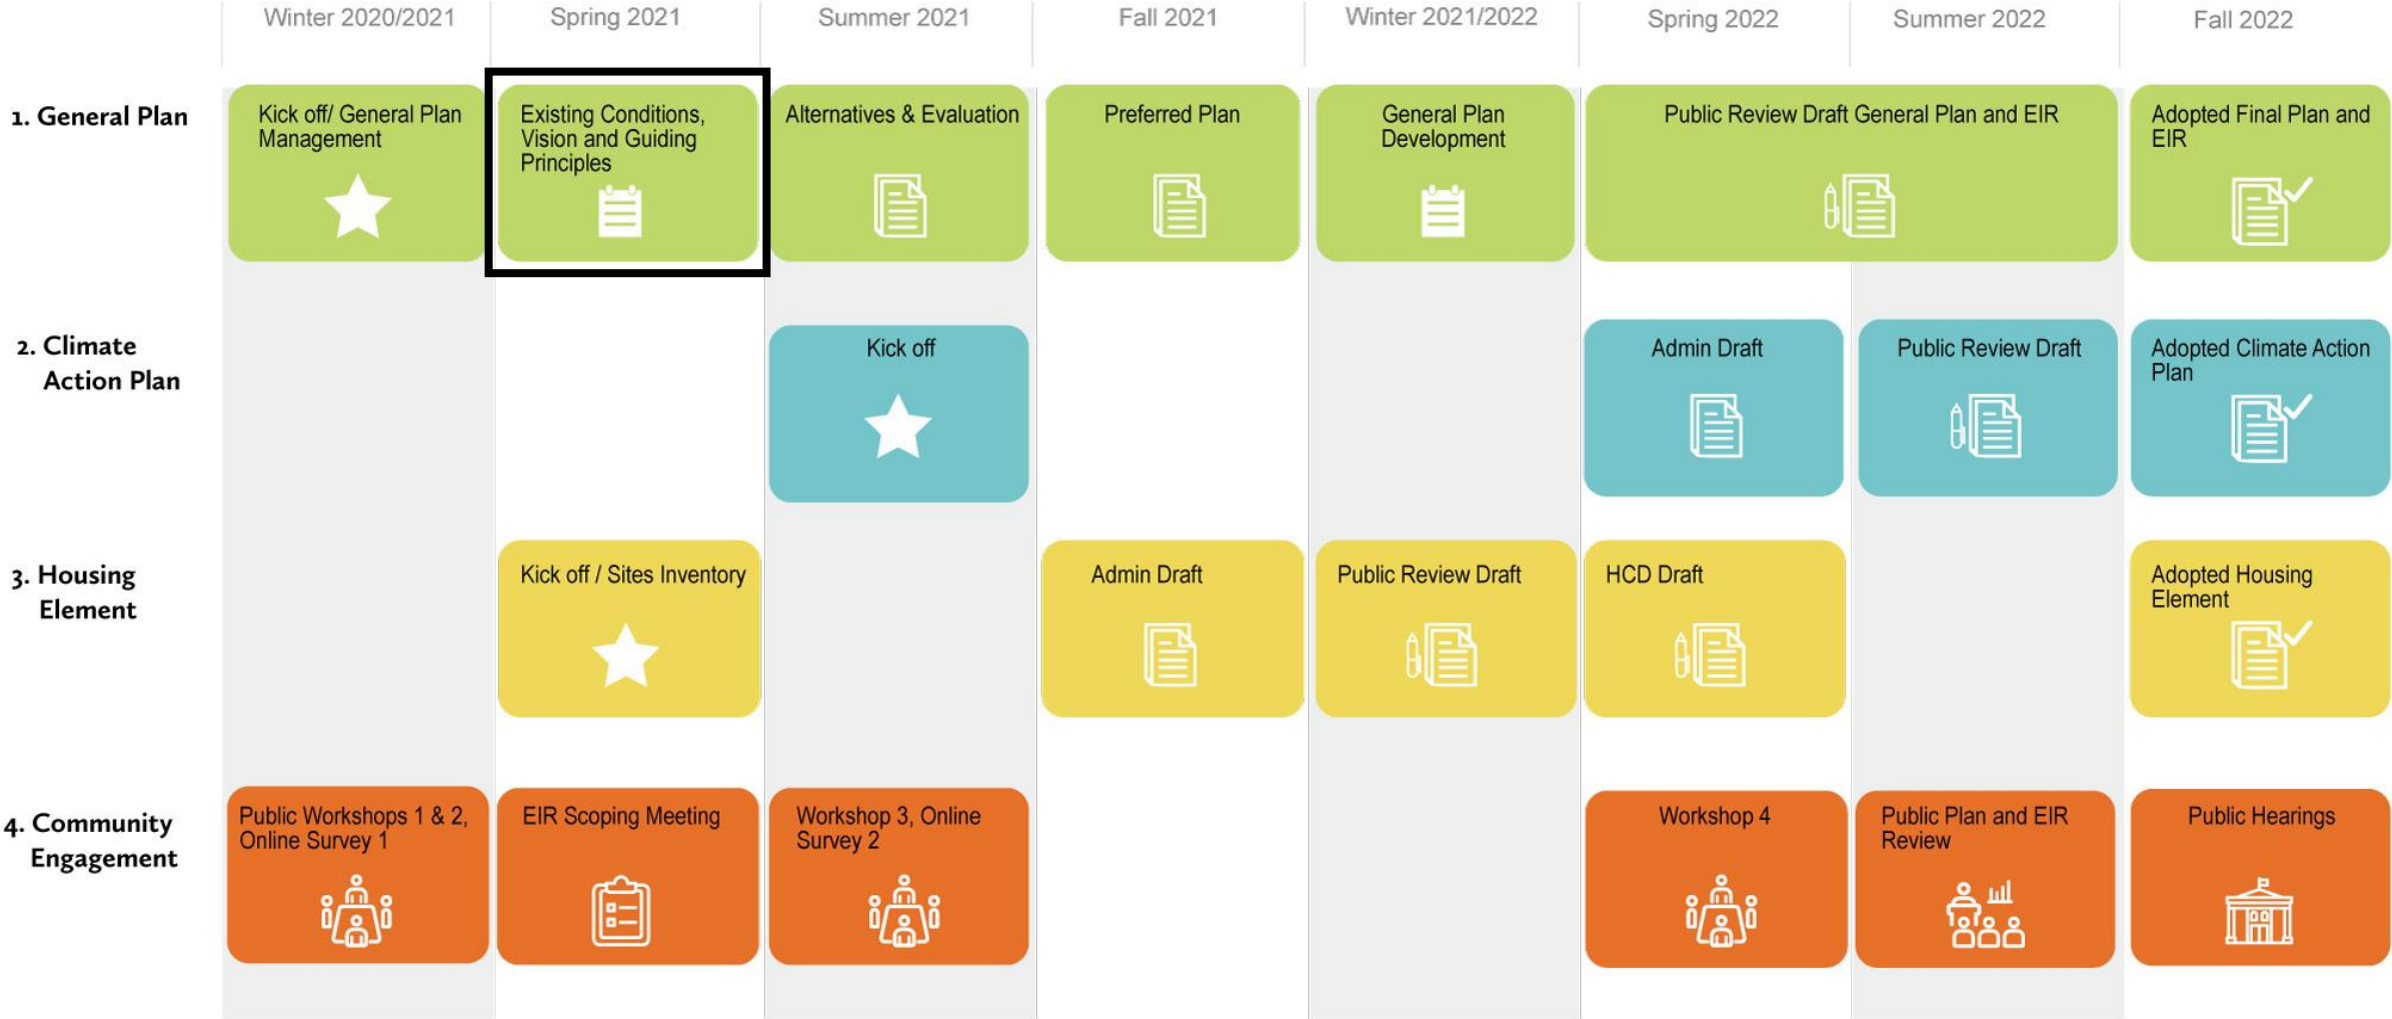 Winter 2020/2021
Spring 2021
Summer 2021
Fall 2021
Winter 2021/2022
Spring 2022
Summer 2022
Fall 2022
1. General Plan
Kick off/ General Plan
Management
Existing Conditions,
Vision and Guiding
Principles
Alternatives & Evaluation
Preferred Plan
General Plan
Development
Public Review Draft General Plan and EIR
Adopted Final Plan and
EIR
2. Climate
Action Plan
Kick off
Admin Draft
Public Review Draft
Adopted Climate Action
Plan
3. Housing
Element
Kick off / Sites Inventory
Admin Draft
Public Review Draft
HCD Draft
Adopted Housing
Element
4. Community
Engagement
Public Workshops 1 & 2,
Online Survey 1
EIR Scoping Meeting
Workshop 3, Online
Survey 2
Workshop 4
Public Plan and EIR
Review
Public Hearings